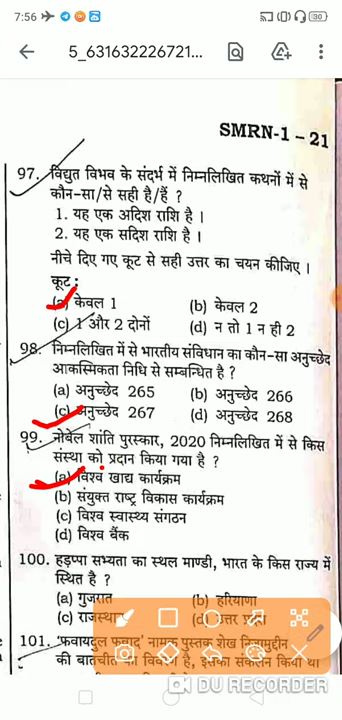 7:56
30
5_631632226721...
SMRN-1 – 21
97. विद्युत विभव के संदर्भ में निम्नलिखित कथनों में से
कौन-सा/से सही है/हैं ?
1. यह एक अदिश राशि है ।
2. यह एक सदिश राशि है ।
नीचे दिए गए कूट से सही उत्तर का चयन कीजिए ।
कूट :
(a) केवल 1 (b) केवल 2
(c) 1 और 2 दोनों (d) न तो 1 न ही 2
98. निम्नलिखित में से भारतीय संविधान का कौन-सा अनुच्छेद
आकस्मिकता निधि से सम्बन्धित है ?
(a) अनुच्छेद 265 (b) अनुच्छेद 266
(c) अनुच्छेद 267 (d) अनुच्छेद 268
99. नोबेल शांति पुरस्कार, 2020 निम्नलिखित में से किस
संस्था को प्रदान किया गया है ?
(a) विश्व खाद्य कार्यक्रम
(b) संयुक्त राष्ट्र विकास कार्यक्रम
(c) विश्व स्वास्थ्य संगठन
(d) विश्व बैंक
100. हड़प्पा सभ्यता का स्थल माण्डी, भारत के किस राज्य में
स्थित है ?
(a) गुजरात (b) हरियाणा
(c) राजस्थान (d) उत्तर
101. नामक पुस्तक शेख निज़ामुद्दीन
की बातचीत का है, इसका संकलन किया था
DU RECORDER